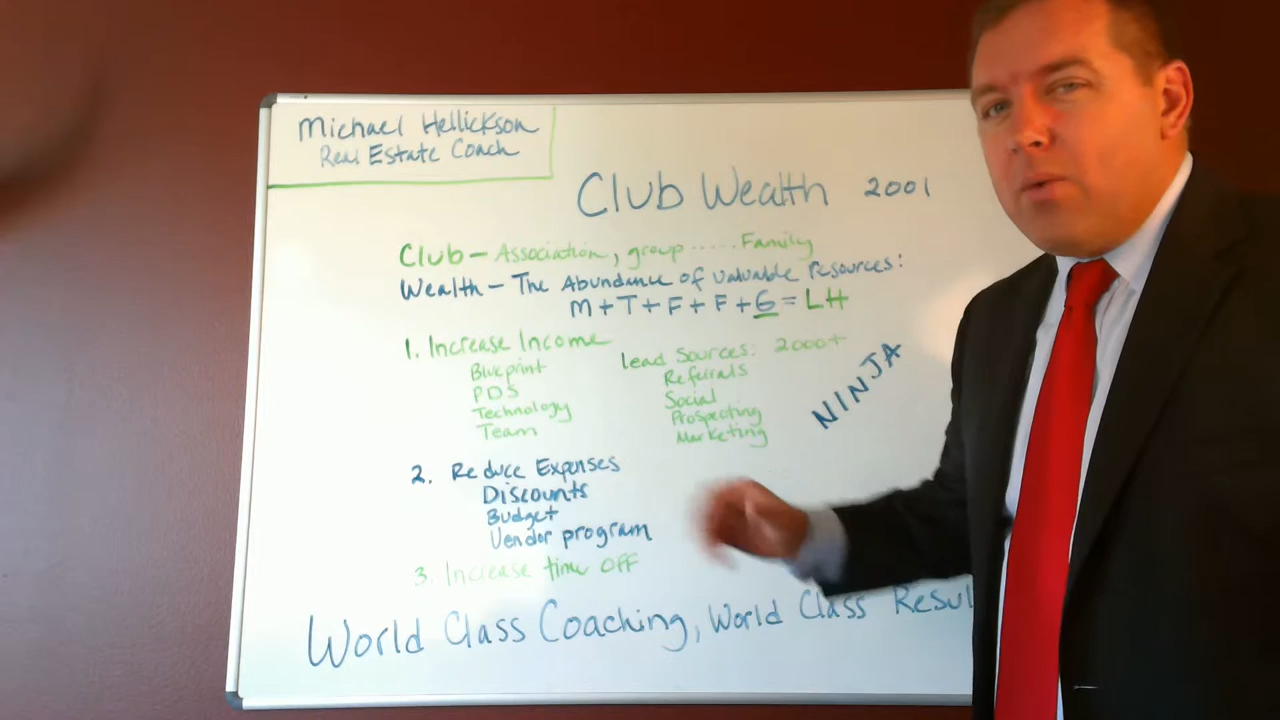 Michael Hellickson
Real Estate Coach
Club Wealth 2001
Club – Association, group ..... Family
Wealth – The Abundance of valuable resources:
M + T + F + F + G = LH
1. Increase Income
Blueprint
PDS
Technology
Team
Lead Sources: 2000+
Referrals
Social
Prospecting
Marketing
NINJA
2. Reduce Expenses
Discounts
Budget
Vendor program
3. Increase time OFF
World Class Coaching, World Class Resul